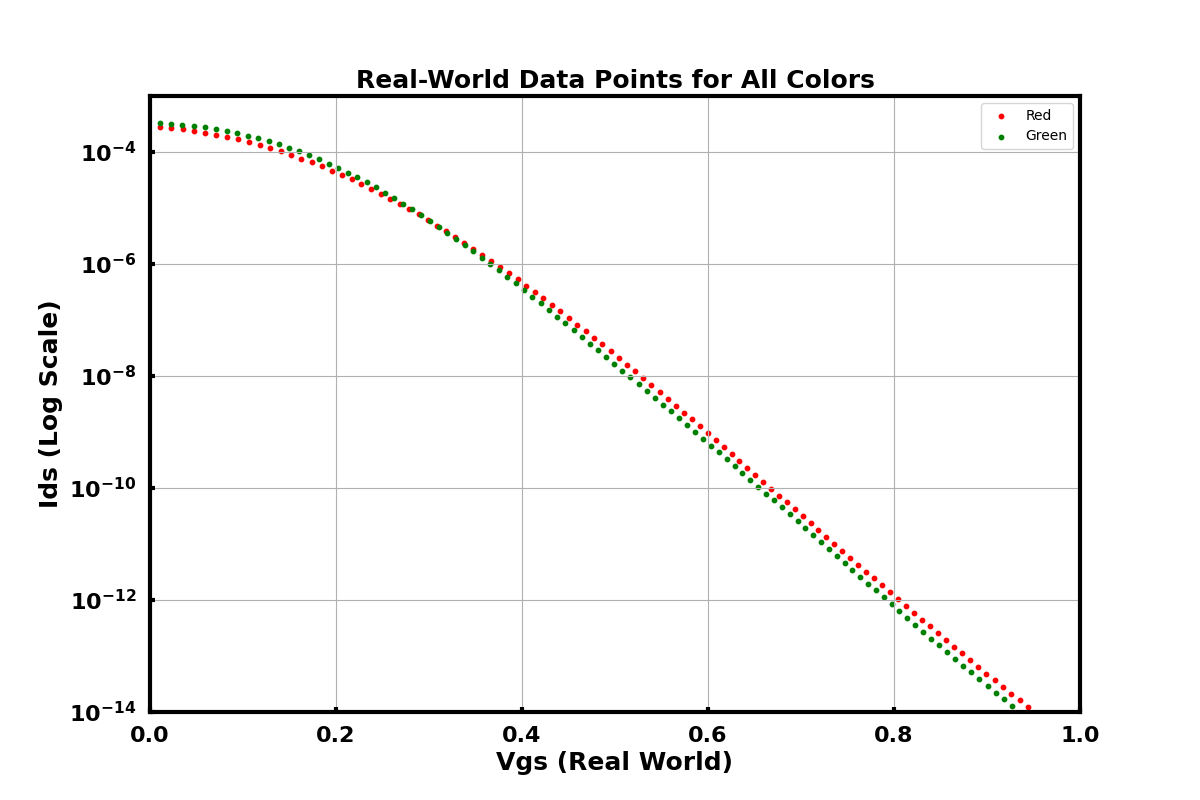 Real-World Data Points for All Colors
Red
Green
Ids (Log Scale)
10⁻⁴
10⁻⁶
10⁻⁸
10⁻¹⁰
10⁻¹²
10⁻¹⁴
0.0 0.2 0.4 0.6 0.8 1.0
Vgs (Real World)